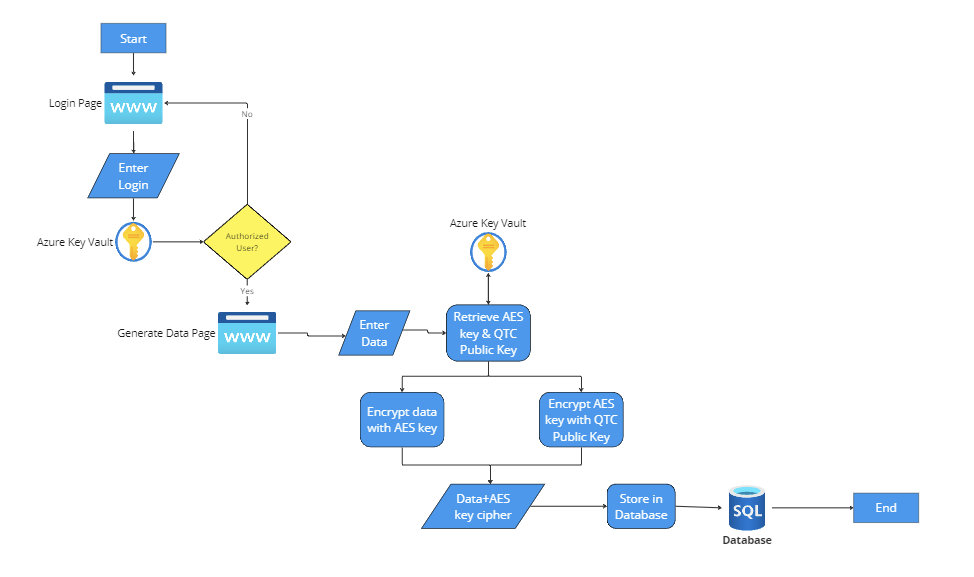 Start
Login Page
WWW
No
Enter
Login
Azure Key Vault
Authorized
User?
Azure Key Vault
Yes
Generate Data Page
WWW
Enter
Data
Retrieve AES
key & QTC
Public Key
Encrypt data
with AES key
Encrypt AES
key with QTC
Public Key
Data+AES
key cipher
Store in
Database
SQL
Database
End